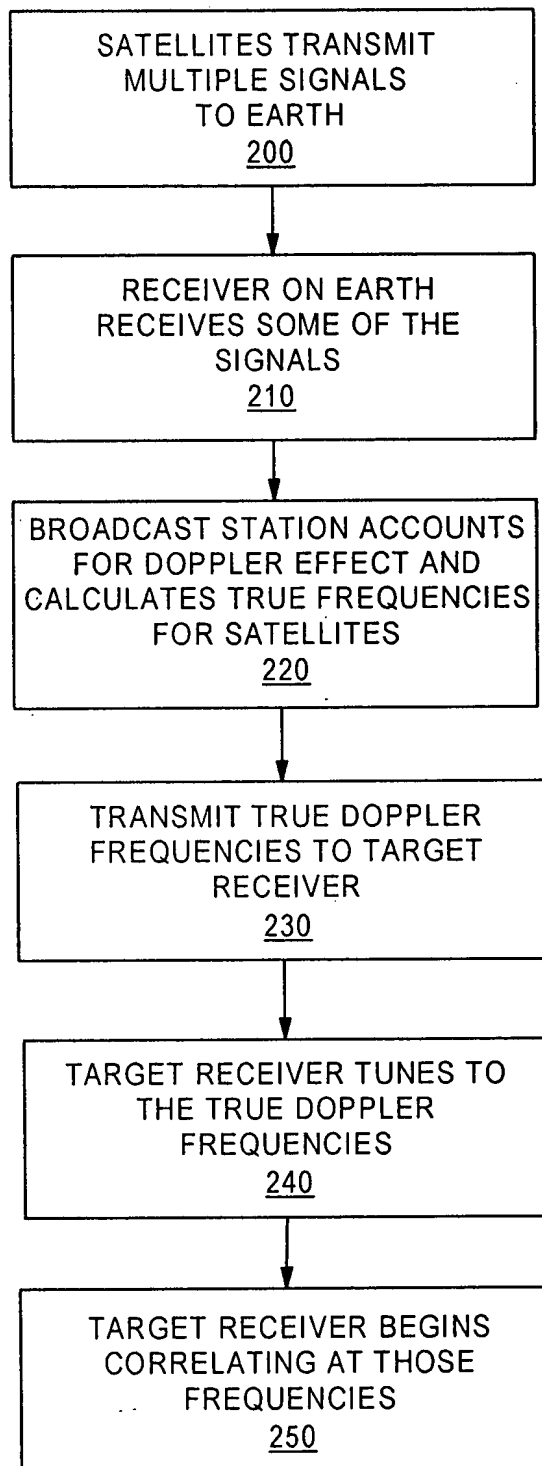 SATELLITES TRANSMIT
MULTIPLE SIGNALS
TO EARTH
200
RECEIVER ON EARTH
RECEIVES SOME OF THE
SIGNALS
210
BROADCAST STATION ACCOUNTS
FOR DOPPLER EFFECT AND
CALCULATES TRUE FREQUENCIES
FOR SATELLITES
220
TRANSMIT TRUE DOPPLER
FREQUENCIES TO TARGET
RECEIVER
230
TARGET RECEIVER TUNES TO
THE TRUE DOPPLER
FREQUENCIES
240
TARGET RECEIVER BEGINS
CORRELATING AT THOSE
FREQUENCIES
250